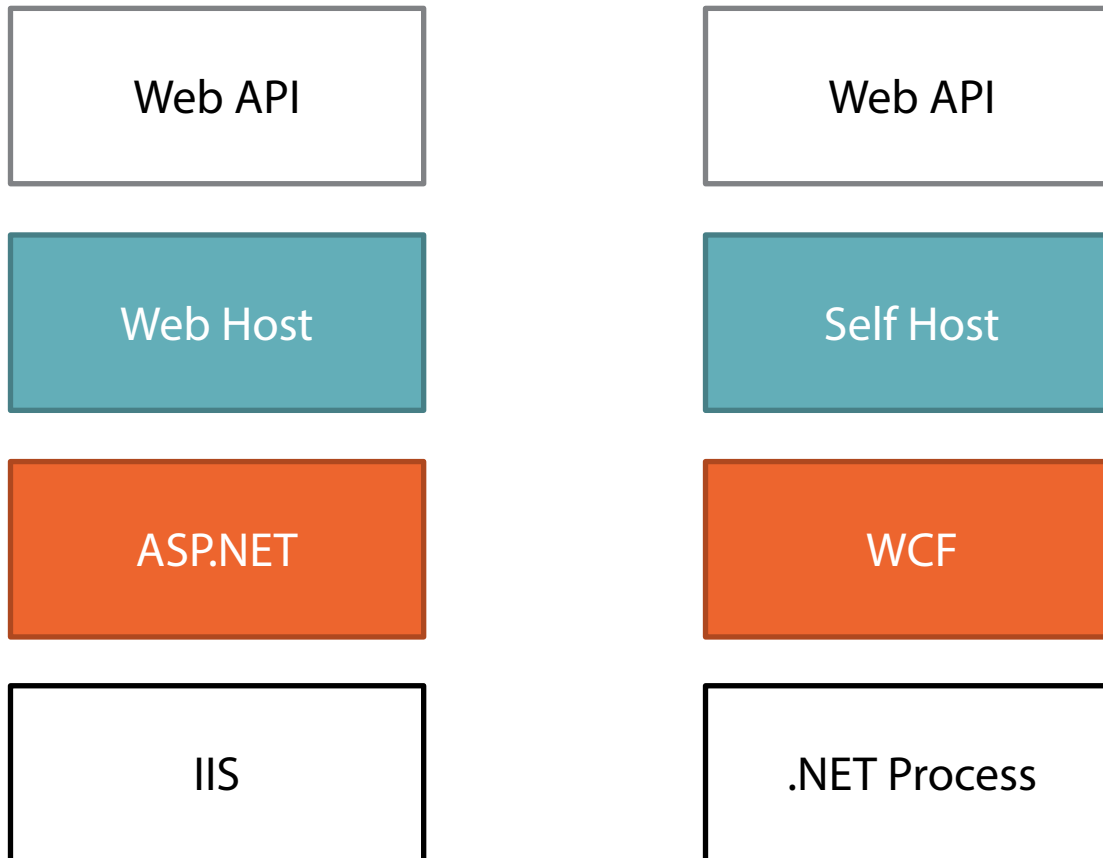 Web API
Web API
Web Host
Self Host
ASP.NET
WCF
IIS
.NET Process